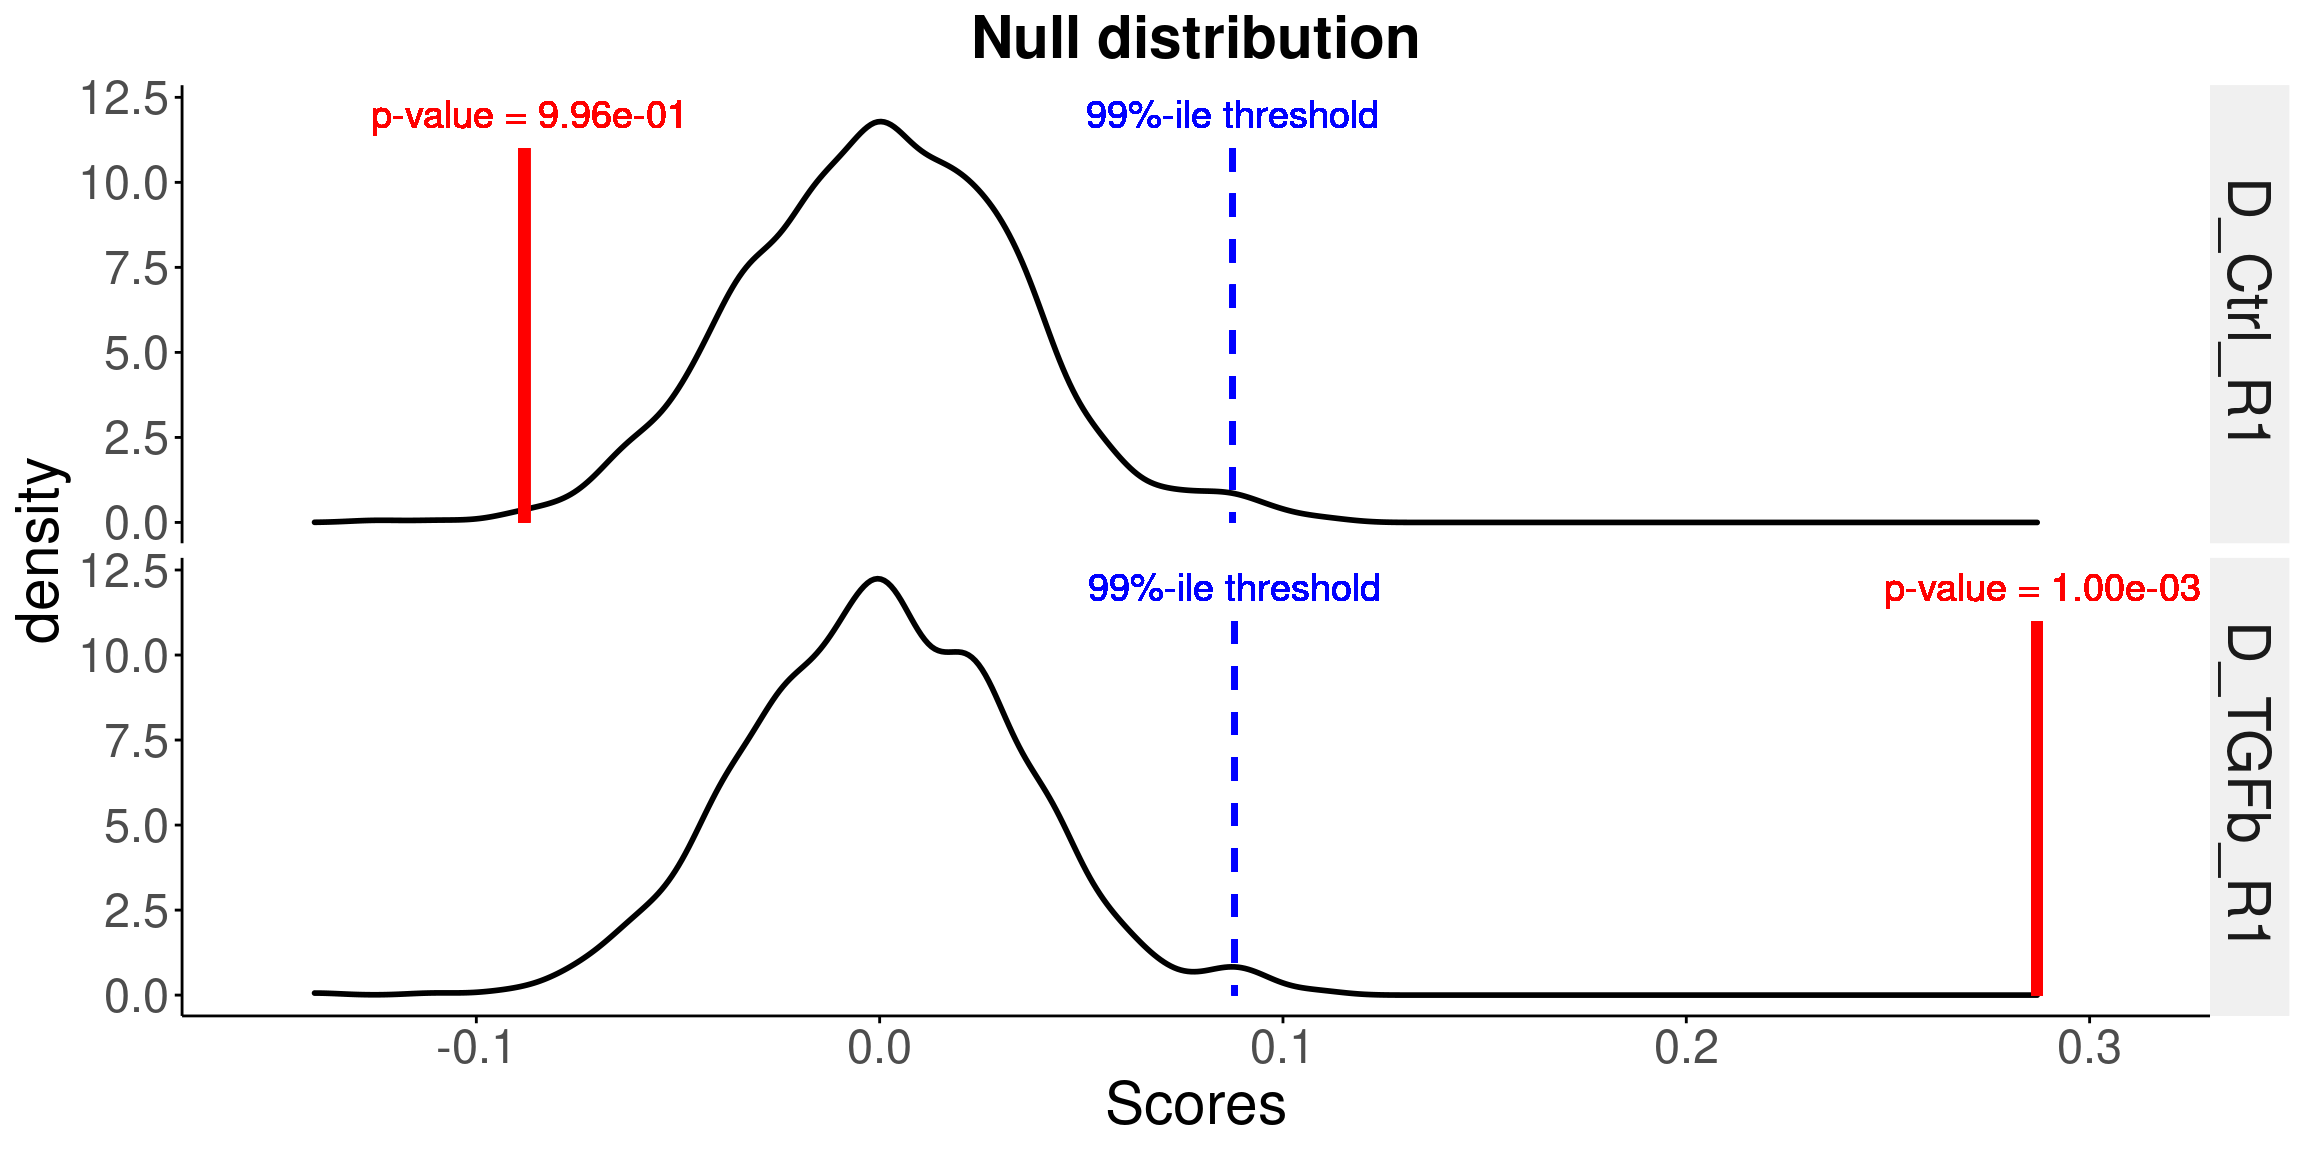 Null distribution
12.5
10.0
7.5
5.0
2.5
0.0
p-value = 9.96e-01
99%-ile threshold
D_Ctrl_R1
density
12.5
10.0
7.5
5.0
2.5
0.0
99%-ile threshold
p-value = 1.00e-03
D_TGFb_R1
-0.1 0.0 0.1 0.2 0.3
Scores